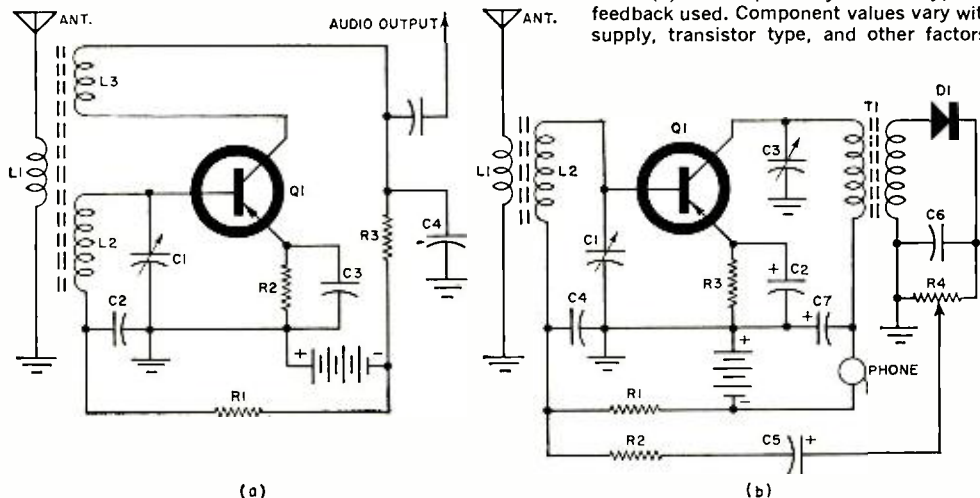 feedback used. Component values vary wit
supply, transistor type, and other factors
ANT.
AUDIO OUTPUT
L3
L1
L2
C1
Q1
R3
C4
R2
C3
C2
+
-
R1
(a)
ANT.
L1
L2
Q1
C3
T1
D1
C1
C6
R3
+
C2
R4
C4
+
C7
+
-
PHONE
R1
R2
C5
+
(b)